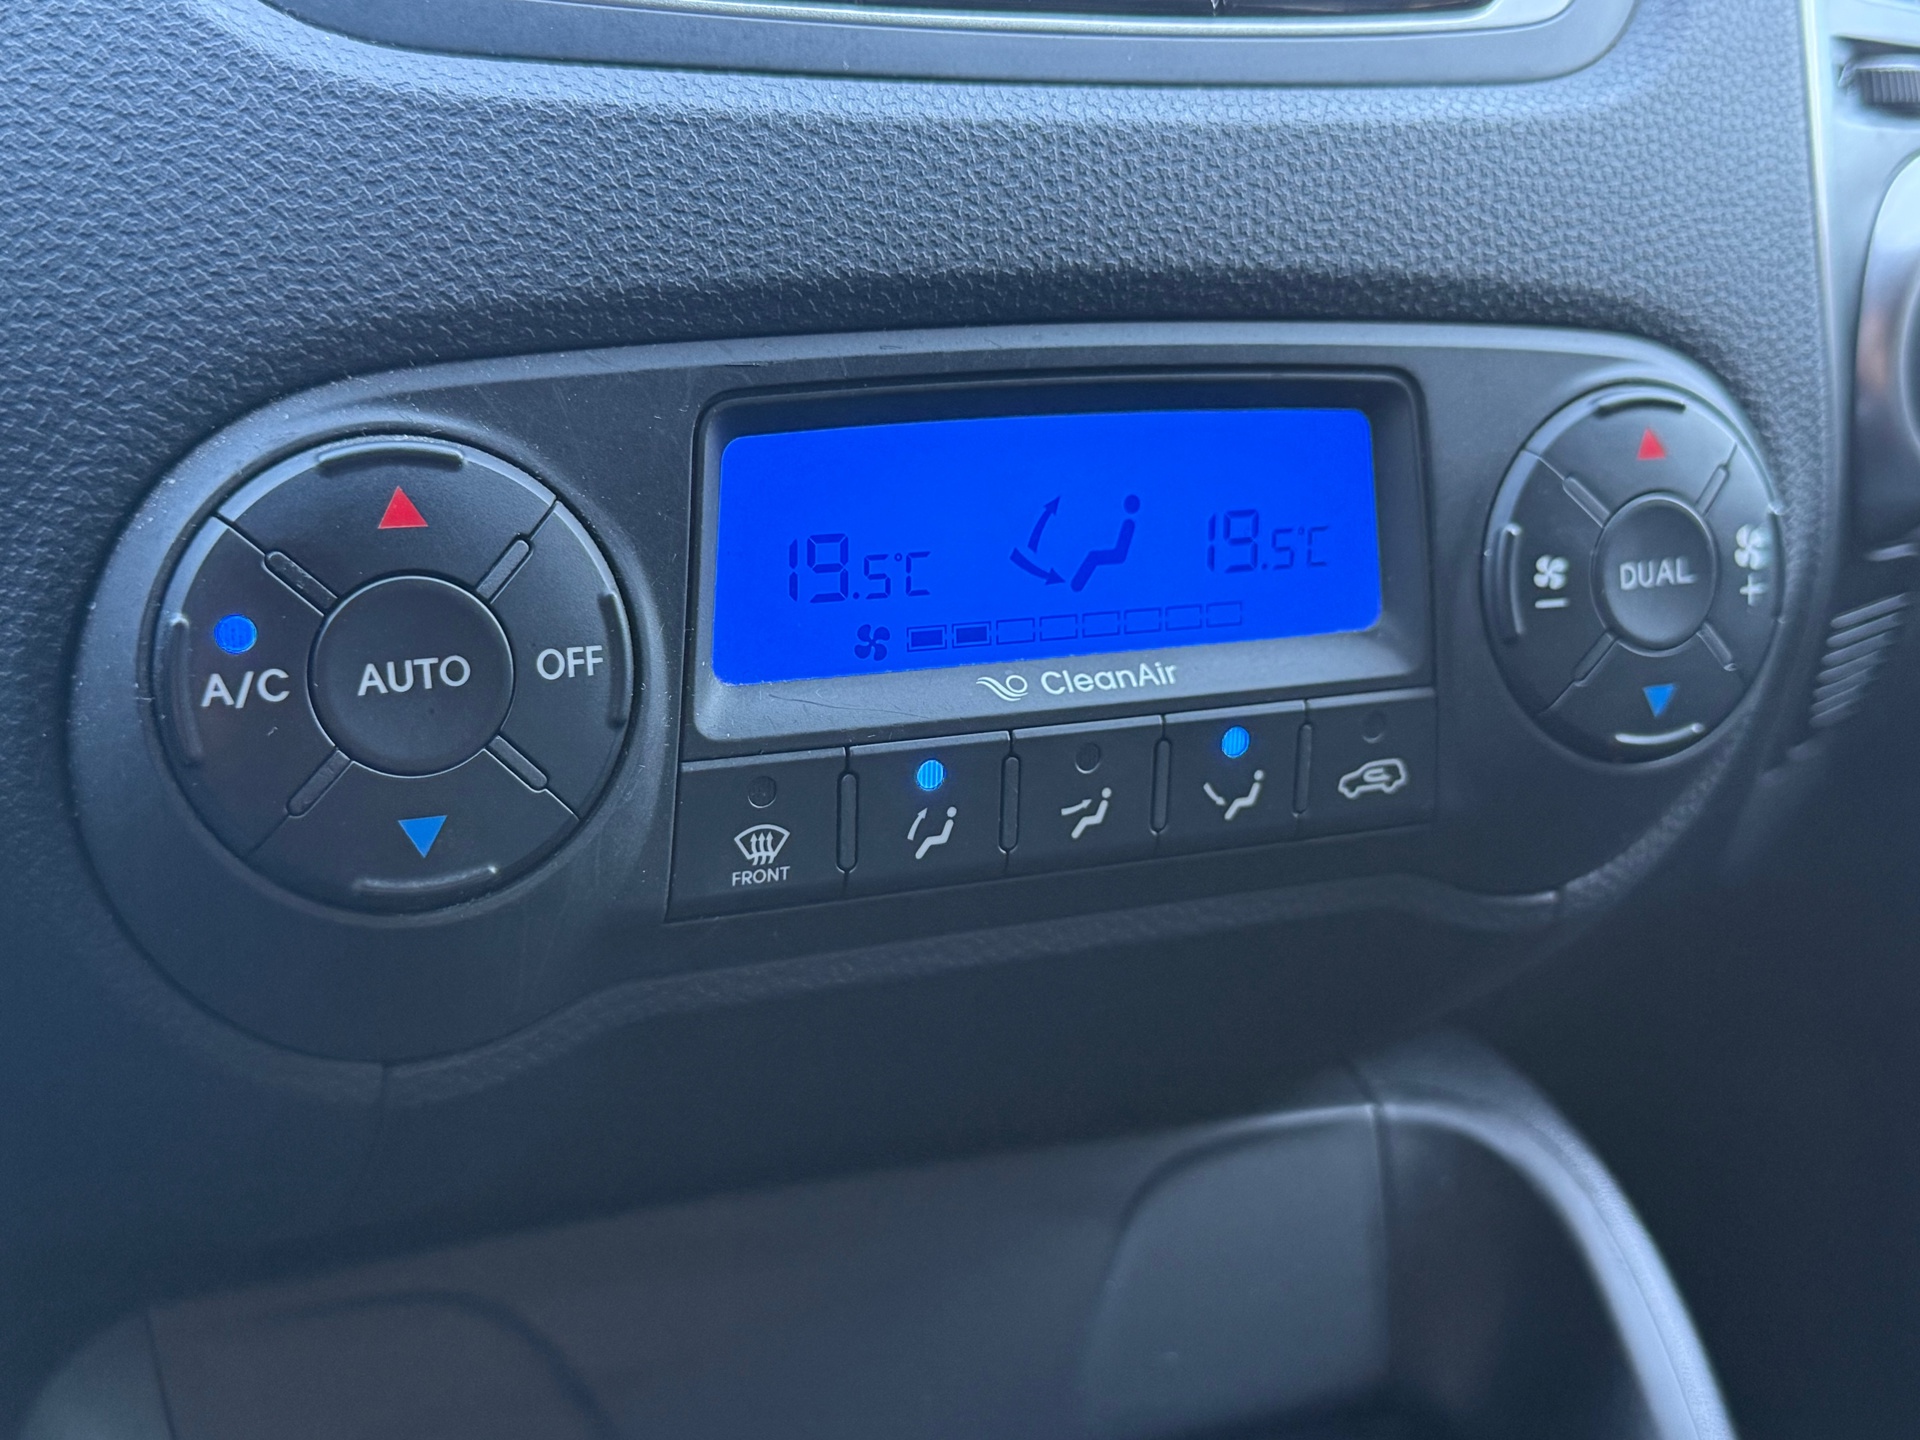 19.5°C 19.5°C
CleanAir
A/C AUTO OFF
DUAL
FRONT